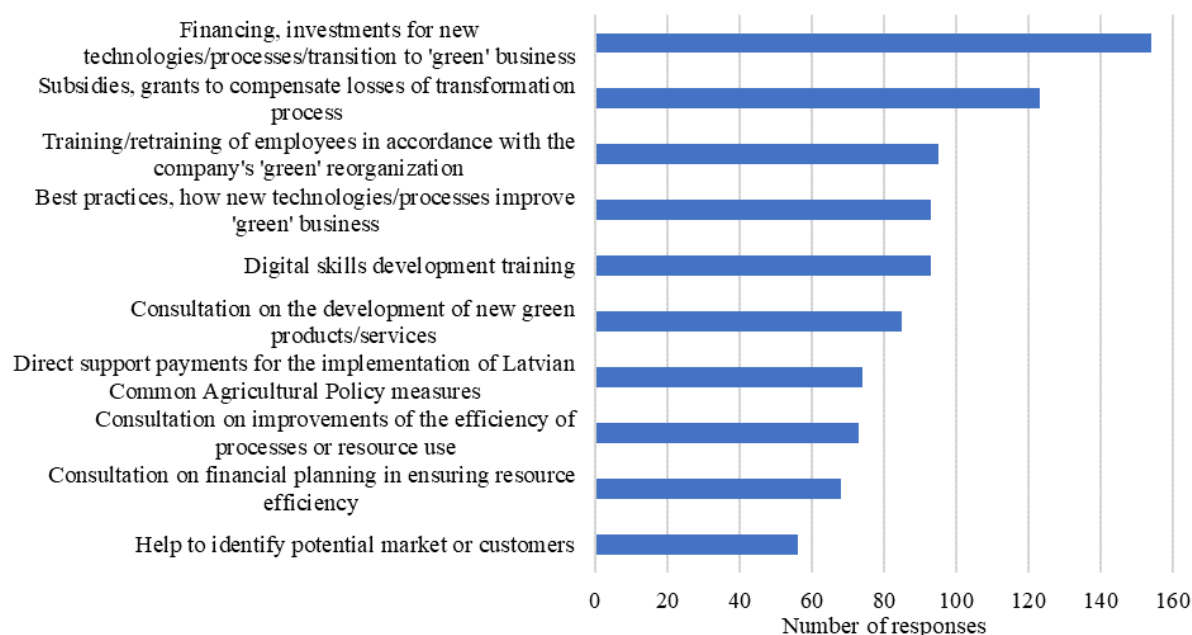 Financing, investments for new
technologies/processes/transition to 'green' business
Subsidies, grants to compensate losses of transformation
process
Training/retraining of employees in accordance with the
company's 'green' reorganization
Best practices, how new technologies/processes improve
'green' business
Digital skills development training
Consultation on the development of new green
products/services
Direct support payments for the implementation of Latvian
Common Agricultural Policy measures
Consultation on improvements of the efficiency of
processes or resource use
Consultation on financial planning in ensuring resource
efficiency
Help to identify potential market or customers
0 20 40 60 80 100 120 140 160
Number of responses